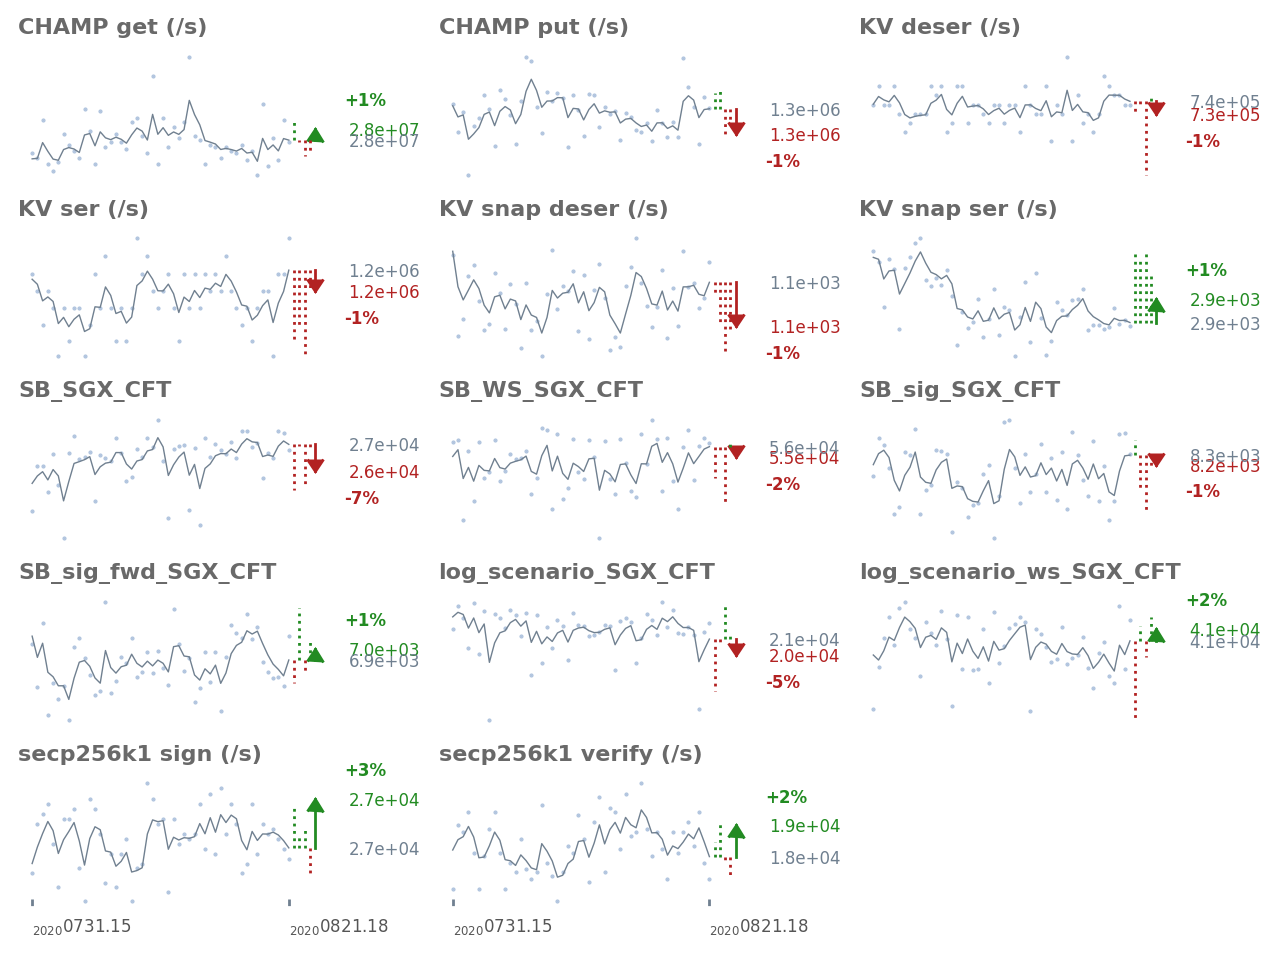 CHAMP get (/s)
+1%
2.8e+07
2.8e+07
CHAMP put (/s)
1.3e+06
1.3e+06
-1%
KV deser (/s)
7.4e+05
7.3e+05
-1%
KV ser (/s)
1.2e+06
1.2e+06
-1%
KV snap deser (/s)
1.1e+03
1.1e+03
-1%
KV snap ser (/s)
+1%
2.9e+03
2.9e+03
SB_SGX_CFT
2.7e+04
2.6e+04
-7%
SB_WS_SGX_CFT
5.6e+04
5.5e+04
-2%
SB_sig_SGX_CFT
8.3e+03
8.2e+03
-1%
SB_sig_fwd_SGX_CFT
+1%
7.0e+03
6.9e+03
log_scenario_SGX_CFT
2.1e+04
2.0e+04
-5%
log_scenario_ws_SGX_CFT
+2%
4.1e+04
4.1e+04
secp256k1 sign (/s)
+3%
2.7e+04
2.7e+04
20200731.15
20200821.18
secp256k1 verify (/s)
+2%
1.9e+04
1.8e+04
20200731.15
20200821.18